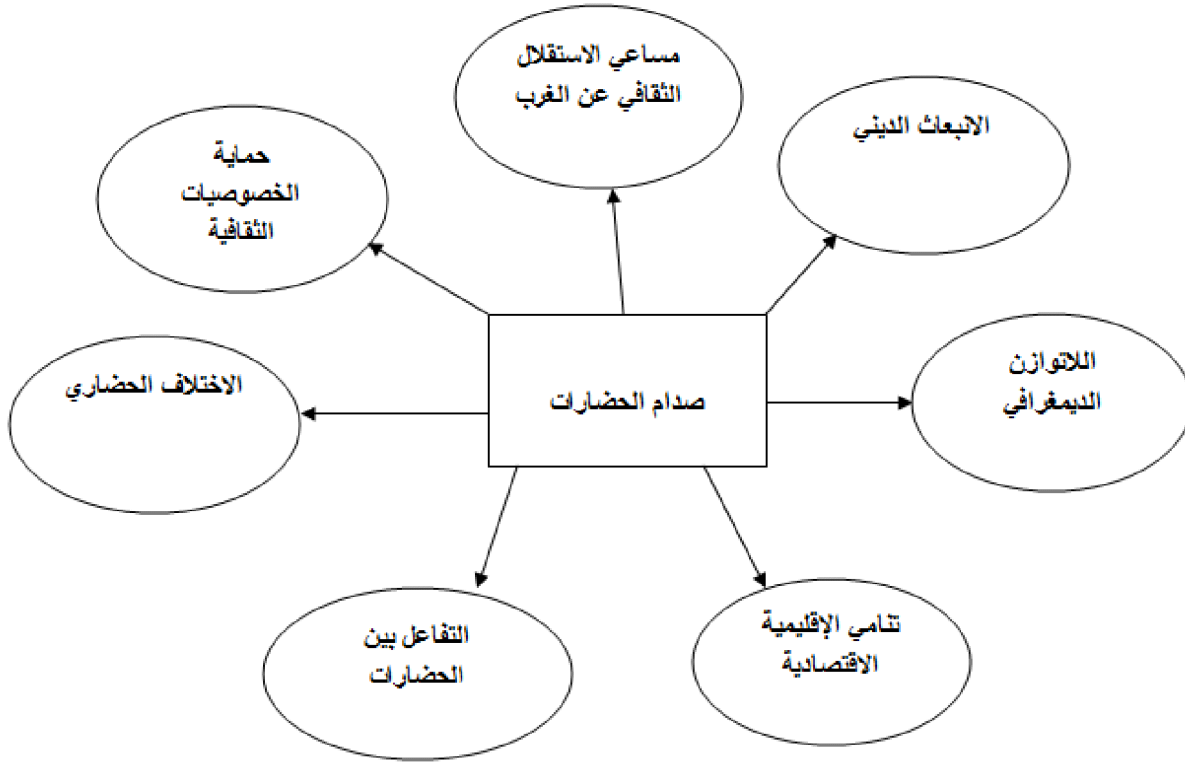 مساعي الاستقلال
الثقافي عن الغرب
الانبعاث الديني
حماية
الخصوصيات
الثقافية
اللاتوازن
الديمغرافي
الاختلاف الحضاري
صدام الحضارات
تنامي الإقليمية
الاقتصادية
التفاعل بين
الحضارات